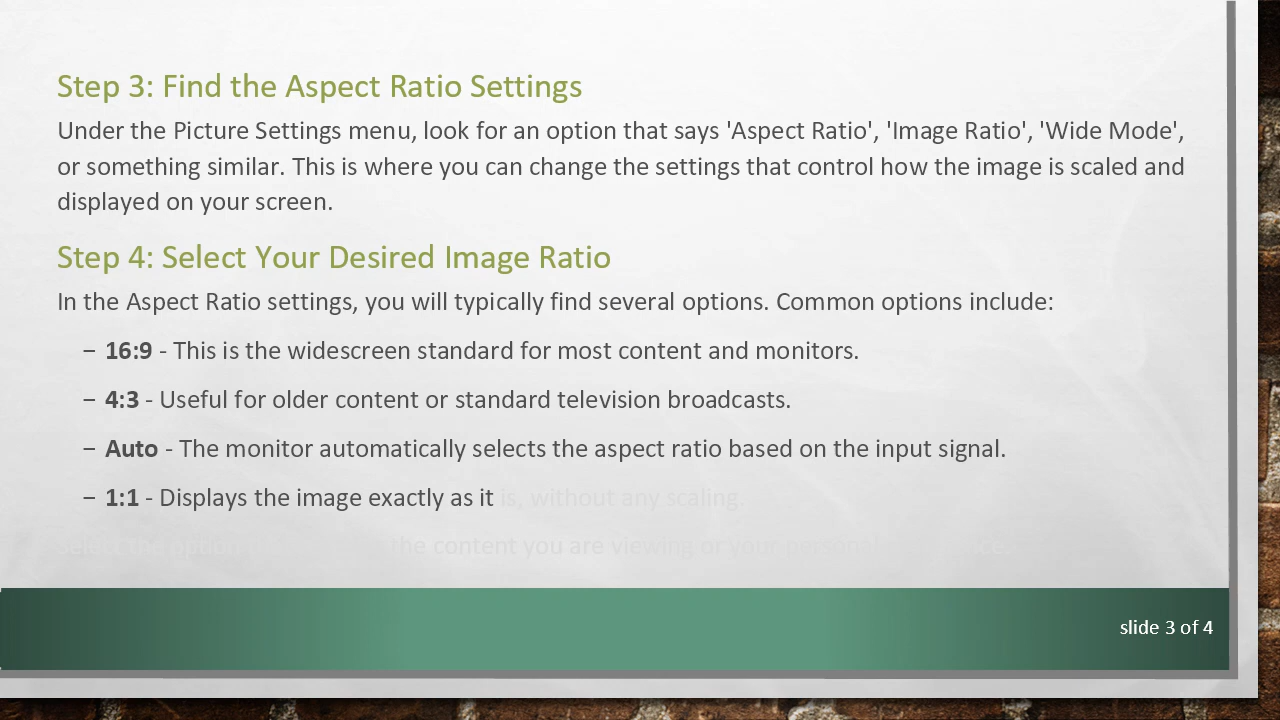 Step 3: Find the Aspect Ratio Settings
Under the Picture Settings menu, look for an option that says 'Aspect Ratio', 'Image Ratio', 'Wide Mode',
or something similar. This is where you can change the settings that control how the image is scaled and
displayed on your screen.
Step 4: Select Your Desired Image Ratio
In the Aspect Ratio settings, you will typically find several options. Common options include:
– 16:9 - This is the widescreen standard for most content and monitors.
– 4:3 - Useful for older content or standard television broadcasts.
– Auto - The monitor automatically selects the aspect ratio based on the input signal.
– 1:1 - Displays the image exactly as it is, without any scaling.
Select the option the content you are viewing or your personal
slide 3 of 4